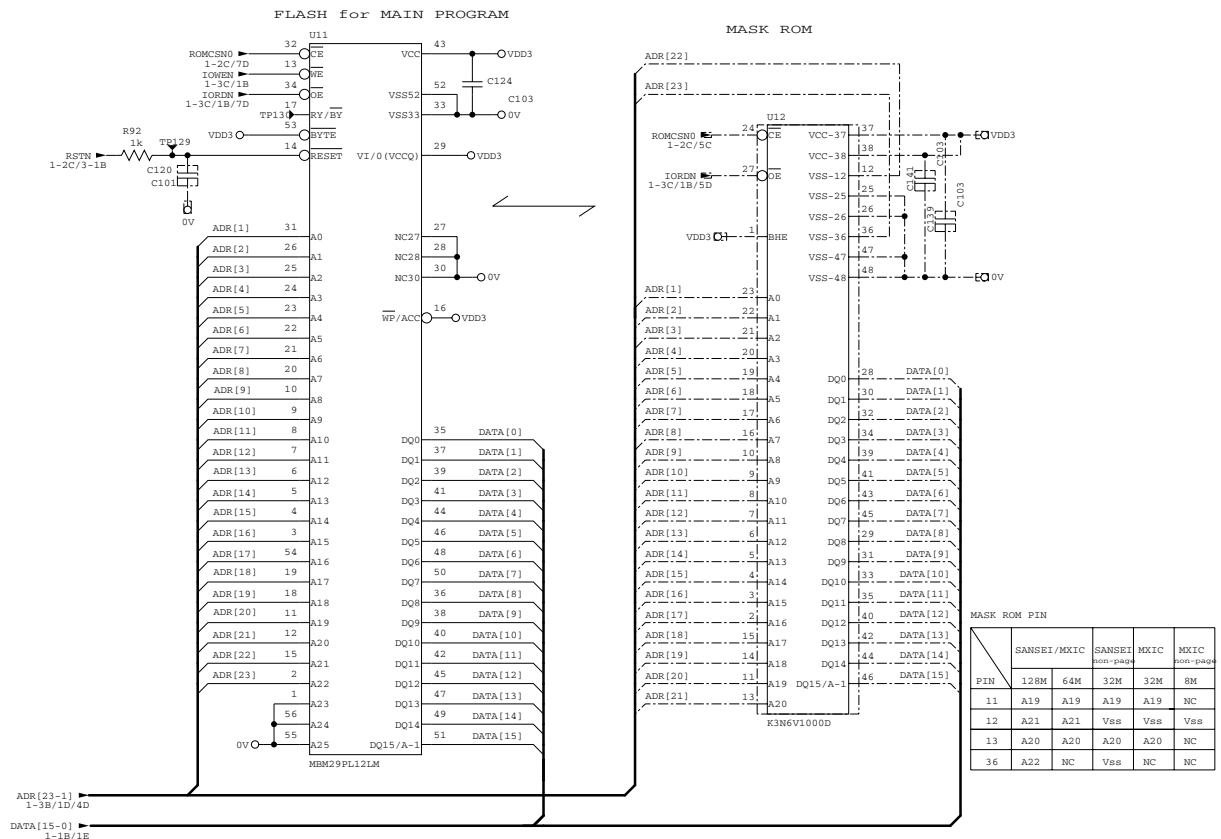 FLASH for MAIN PROGRAM
U11
ROMCSN0
1-2C/7D
32
CE
IOWEN
1-3C/1B
13
WE
IORDN
1-3C/1B/7D
34
OE
TP130
17
RY/BY
VDD3
53
BYTE
R92
1k
TP129
RSTN
1-2C/3-1B
14
RESET
C120
C101
0V
VCC
43
VDD3
C124
C103
VSS52
52
VSS33
33
0V
VI/0(VCCQ)
29
VDD3
NC27
27
NC28
28
NC30
30
0V
WP/ACC
16
VDD3
ADR[1] 31 A0
ADR[2] 26 A1
ADR[3] 25 A2
ADR[4] 24 A3
ADR[5] 23 A4
ADR[6] 22 A5
ADR[7] 21 A6
ADR[8] 20 A7
ADR[9] 10 A8
ADR[10] 9 A9
ADR[11] 8 A10
ADR[12] 7 A11
ADR[13] 6 A12
ADR[14] 5 A13
ADR[15] 4 A14
ADR[16] 3 A15
ADR[17] 54 A16
ADR[18] 19 A17
ADR[19] 18 A18
ADR[20] 11 A19
ADR[21] 12 A20
ADR[22] 15 A21
ADR[23] 2 A22
1 A23
56 A24
0V 55 A25
DQ0 35 DATA[0]
DQ1 37 DATA[1]
DQ2 39 DATA[2]
DQ3 41 DATA[3]
DQ4 44 DATA[4]
DQ5 46 DATA[5]
DQ6 48 DATA[6]
DQ7 50 DATA[7]
DQ8 36 DATA[8]
DQ9 38 DATA[9]
DQ10 40 DATA[10]
DQ11 42 DATA[11]
DQ12 45 DATA[12]
DQ13 47 DATA[13]
DQ14 49 DATA[14]
DQ15/A-1 51 DATA[15]
MBM29PL12LM
ADR[23-1]
1-3B/1D/4D
DATA[15-0]
1-1B/1E
MASK ROM
ADR[22]
ADR[23]
U12
ROMCSN0
1-2C/5C
24
CE
IORDN
1-3C/1B/5D
27
OE
VDD3
1
BHE
VCC-37 37
VDD3
VCC-38 38
VSS-12 12
VSS-25 25
VSS-26 26
VSS-36 36
VSS-47 47
VSS-48 48
0V
C141
C103
C139
C103
ADR[1] 23 A0
ADR[2] 22 A1
ADR[3] 21 A2
ADR[4] 20 A3
ADR[5] 19 A4
ADR[6] 18 A5
ADR[7] 17 A6
ADR[8] 16 A7
ADR[9] 10 A8
ADR[10] 9 A9
ADR[11] 8 A10
ADR[12] 7 A11
ADR[13] 6 A12
ADR[14] 5 A13
ADR[15] 4 A14
ADR[16] 3 A15
ADR[17] 2 A16
ADR[18] 15 A17
ADR[19] 14 A18
ADR[20] 11 A19
ADR[21] 13 A20
DQ0 28 DATA[0]
DQ1 30 DATA[1]
DQ2 32 DATA[2]
DQ3 34 DATA[3]
DQ4 39 DATA[4]
DQ5 41 DATA[5]
DQ6 43 DATA[6]
DQ7 45 DATA[7]
DQ8 29 DATA[8]
DQ9 31 DATA[9]
DQ10 33 DATA[10]
DQ11 35 DATA[11]
DQ12 40 DATA[12]
DQ13 42 DATA[13]
DQ14 44 DATA[14]
DQ15/A-1 46 DATA[15]
K3N6V1000D
MASK ROM PIN
SANSEI/MXIC SANSEI non-page MXIC MXIC non-page
PIN 128M 64M 32M 32M 8M
11 A19 A19 A19 A19 NC
12 A21 A21 Vss Vss Vss
13 A20 A20 A20 A20 NC
36 A22 NC Vss NC NC